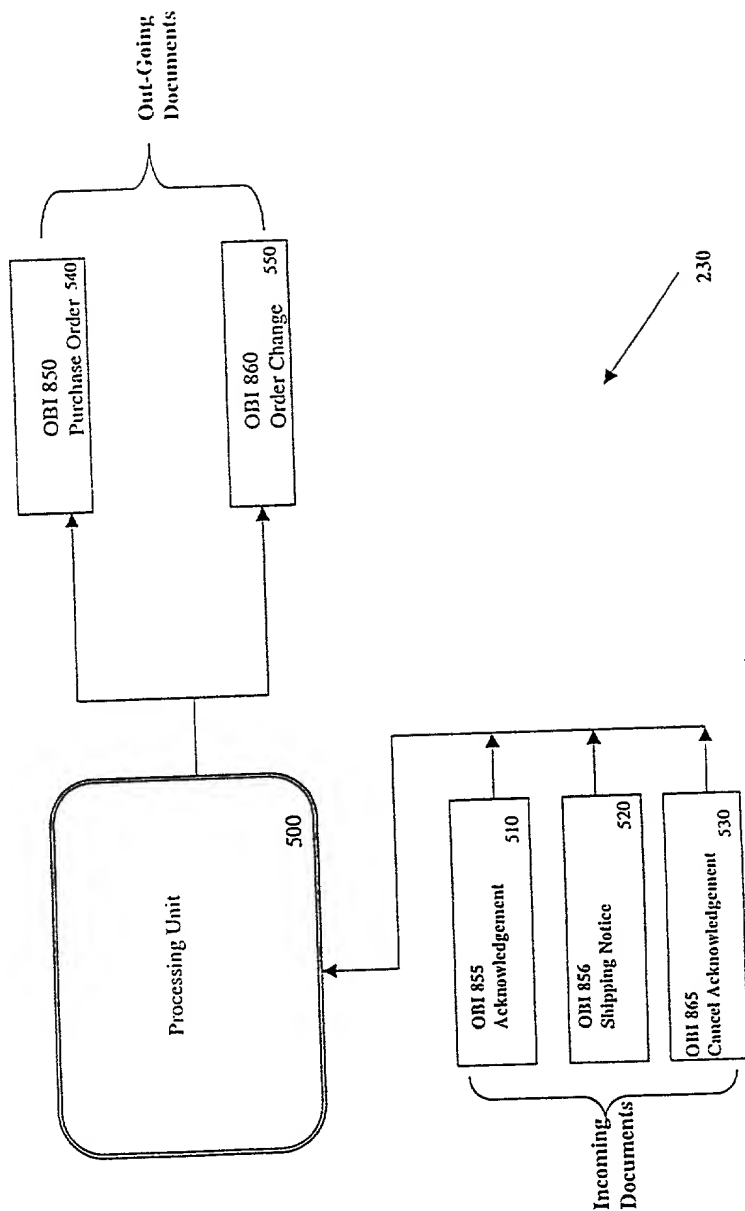 Out-Going
Documents
OBI 850
Purchase Order 540
OBI 860
Order Change
550
230
Processing Unit
500
OBI 855
Acknowledgement
510
OBI 856
Shipping Notice
520
OBI 865
Cancel Acknowledgement
530
Incoming
Documents